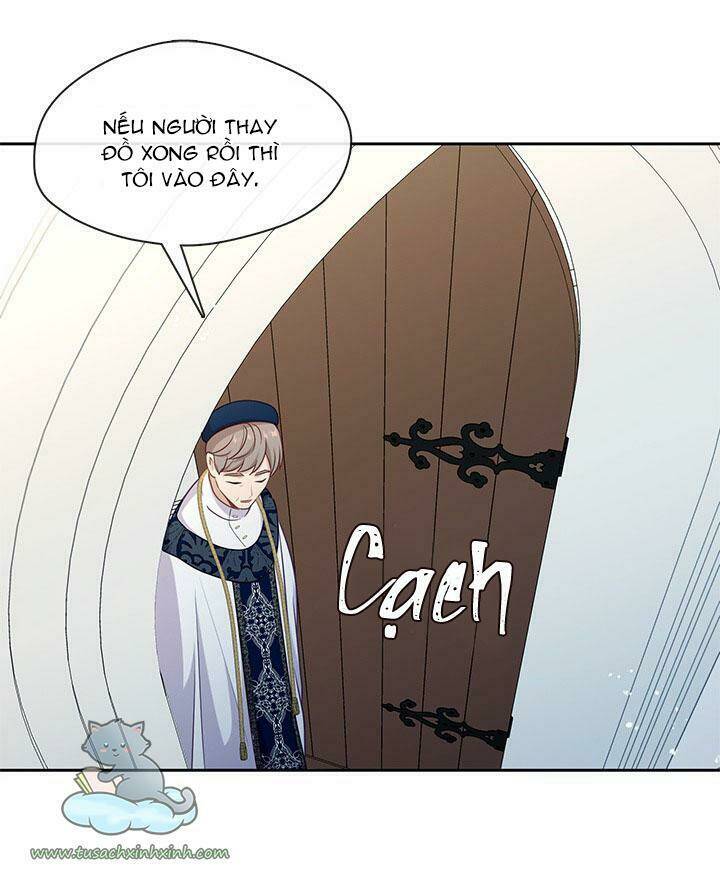 NẾU NGƯỜI THAY
ĐỒ XONG RỒI THÌ
TÔI VÀO ĐÂY.
Cạch
www.tusachxinhxinh.com